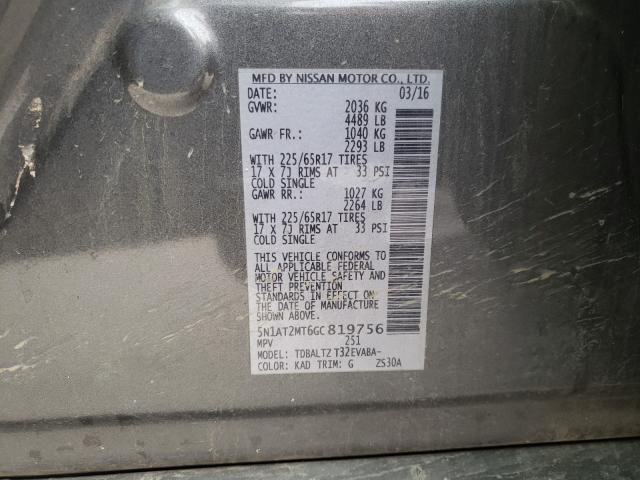 MFD BY NISSAN MOTOR CO., LTD.
DATE: 03/16
GVWR: 2036 KG
4489 LB
GAWR FR.: 1040 KG
2293 LB
WITH 225/65R17 TIRES
17 X 7J RIMS AT 33 PSI
COLD SINGLE
GAWR RR.: 1027 KG
2264 LB
WITH 225/65R17 TIRES
17 X 7J RIMS AT 33 PSI
COLD SINGLE
THIS VEHICLE CONFORMS TO
ALL APPLICABLE FEDERAL
MOTOR VEHICLE SAFETY AND
THEFT PREVENTION
STANDARDS IN EFFECT ON
THE DATE OF MANUFACTURE
SHOWN ABOVE.
5N1AT2MT6GC819756
MPV 251
MODEL: TDBALTZ T32EVABA-
COLOR: KAD TRIM: G ZS30A